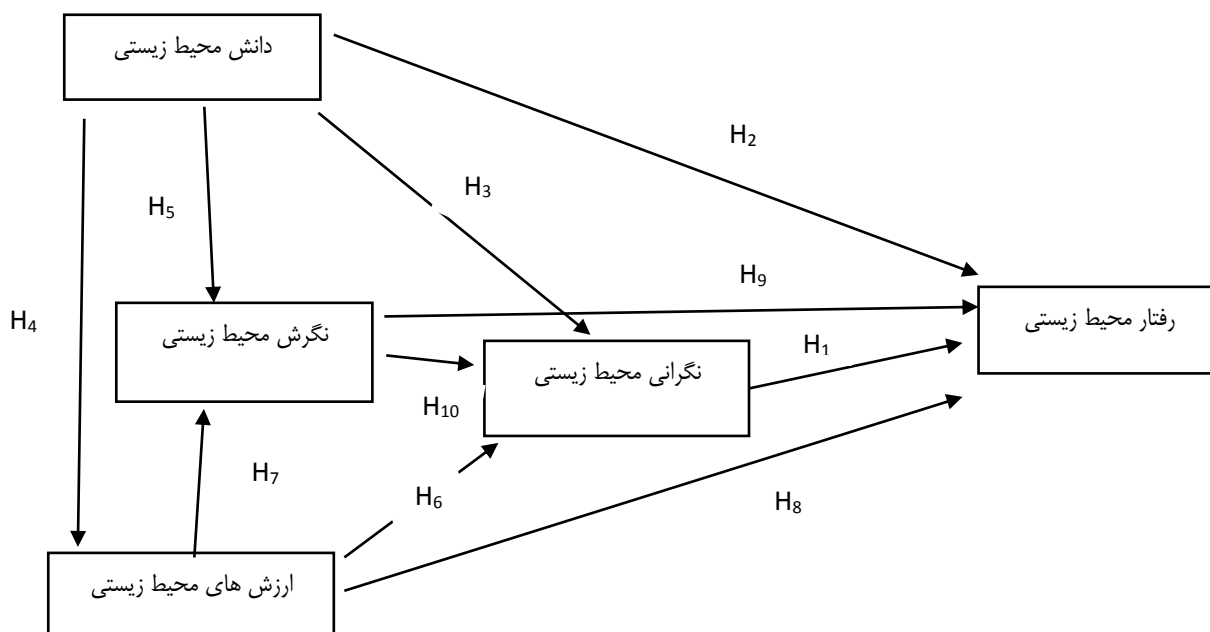 دانش محیط زیستی
H₂
H₃
H₅
H₉
H₄
نگرش محیط زیستی
رفتار محیط زیستی
H₁
نگرانی محیط زیستی
H₁₀
H₇
H₆
H₈
ارزش های محیط زیستی